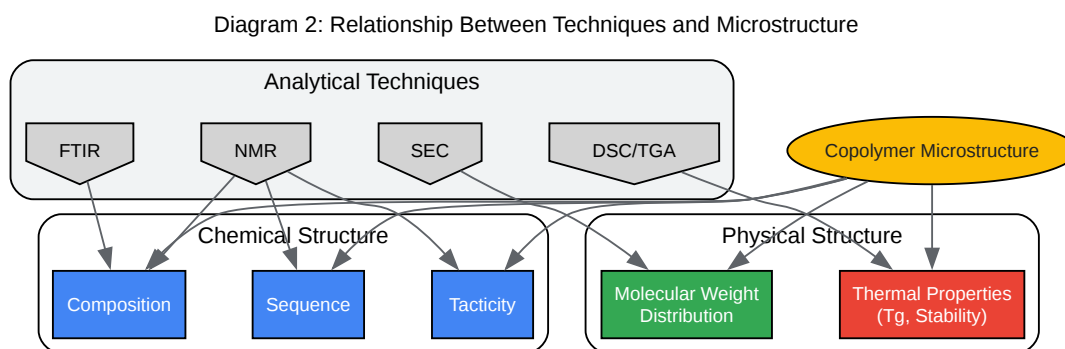 Diagram 2: Relationship Between Techniques and Microstructure
Analytical Techniques
FTIR
NMR
SEC
DSC/TGA
Copolymer Microstructure
Chemical Structure
Physical Structure
Composition
Sequence
Tacticity
Molecular Weight
Distribution
Thermal Properties
(Tg, Stability)